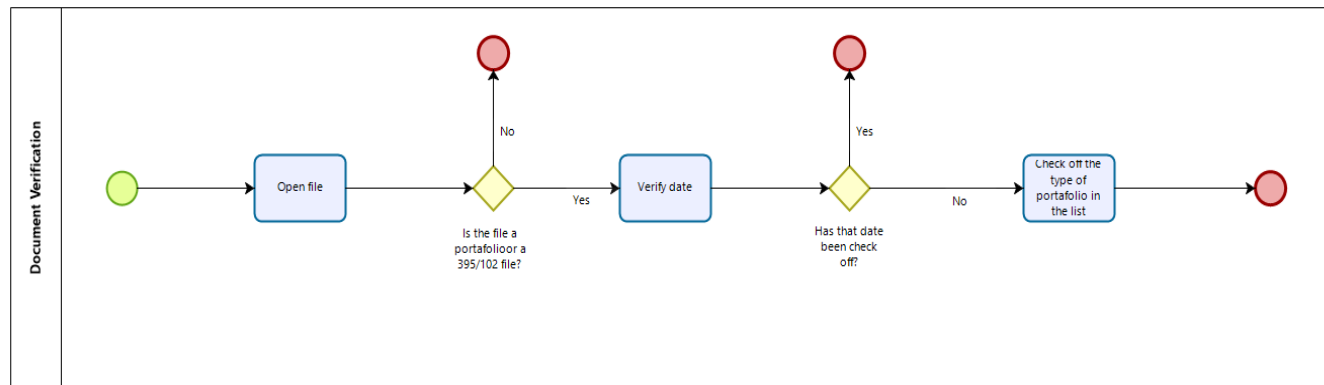 Document Verification
Open file
No
Is the file a
portafolioor a
395/102 file?
Yes
Verify date
Yes
Has that date
been check
off?
No
Check off the
type of
portafolio in
the list